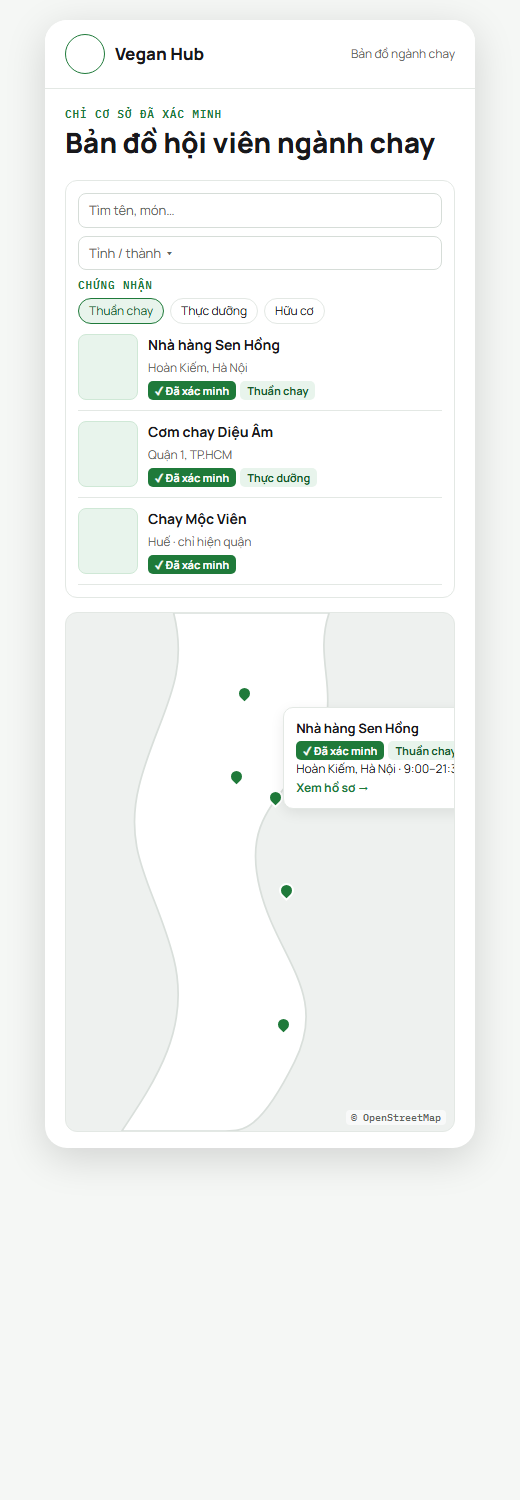 Vegan Hub
Bản đồ ngành chay
CHỈ CƠ SỞ ĐÃ XÁC MINH
Bản đồ hội viên ngành chay
Tìm tên, món…
Tỉnh / thành ▾
CHỨNG NHẬN
Thuần chay Thực dưỡng Hữu cơ
Nhà hàng Sen Hồng
Hoàn Kiếm, Hà Nội
✓ Đã xác minh Thuần chay
Cơm chay Diệu Âm
Quận 1, TP.HCM
✓ Đã xác minh Thực dưỡng
Chay Mộc Viên
Huế · chỉ hiện quận
✓ Đã xác minh
Nhà hàng Sen Hồng
✓ Đã xác minh Thuần chay
Hoàn Kiếm, Hà Nội · 9:00–21:3
Xem hồ sơ →
© OpenStreetMap